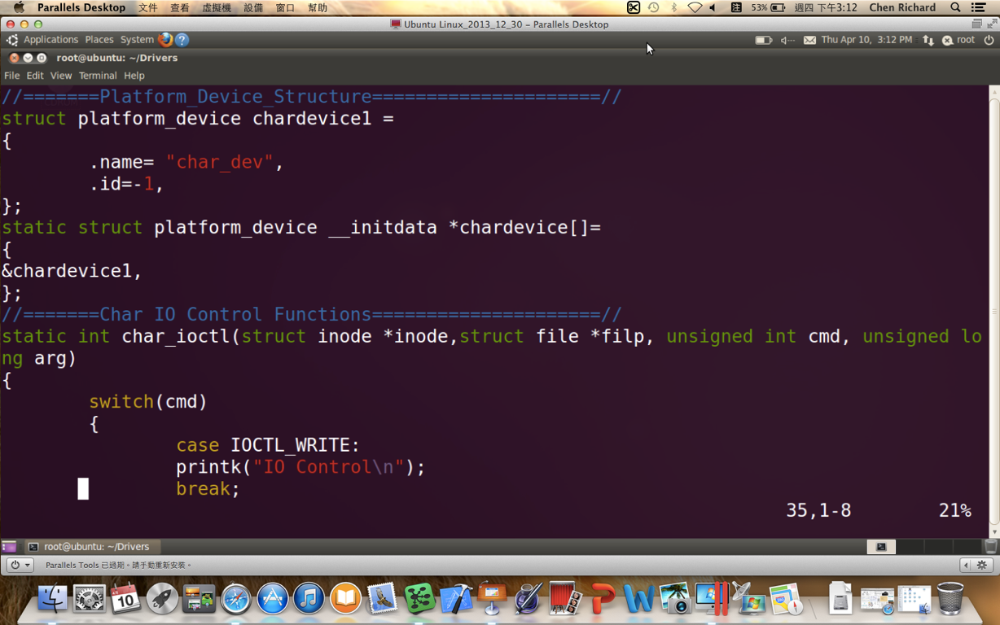 Parallels Desktop 文件 查看 虛擬機 設備 窗口 幫助 53% 週四 下午3:12 Chen Richard
Ubuntu Linux_2013_12_30 – Parallels Desktop
Applications Places System Thu Apr 10, 3:12 PM root
root@ubuntu: ~/Drivers
File Edit View Terminal Help
//=======Platform_Device_Structure=====================//
struct platform_device chardevice1 =
{
.name= "char_dev",
.id=-1,
};
static struct platform_device __initdata *chardevice[]=
{
&chardevice1,
};
//=======Char IO Control Functions=====================//
static int char_ioctl(struct inode *inode,struct file *filp, unsigned int cmd, unsigned lo
ng arg)
{
switch(cmd)
{
case IOCTL_WRITE:
printk("IO Control\n");
break;
35,1-8 21%
root@ubuntu: ~/Drivers
Parallels Tools 已過期。請手動重新安裝。
10